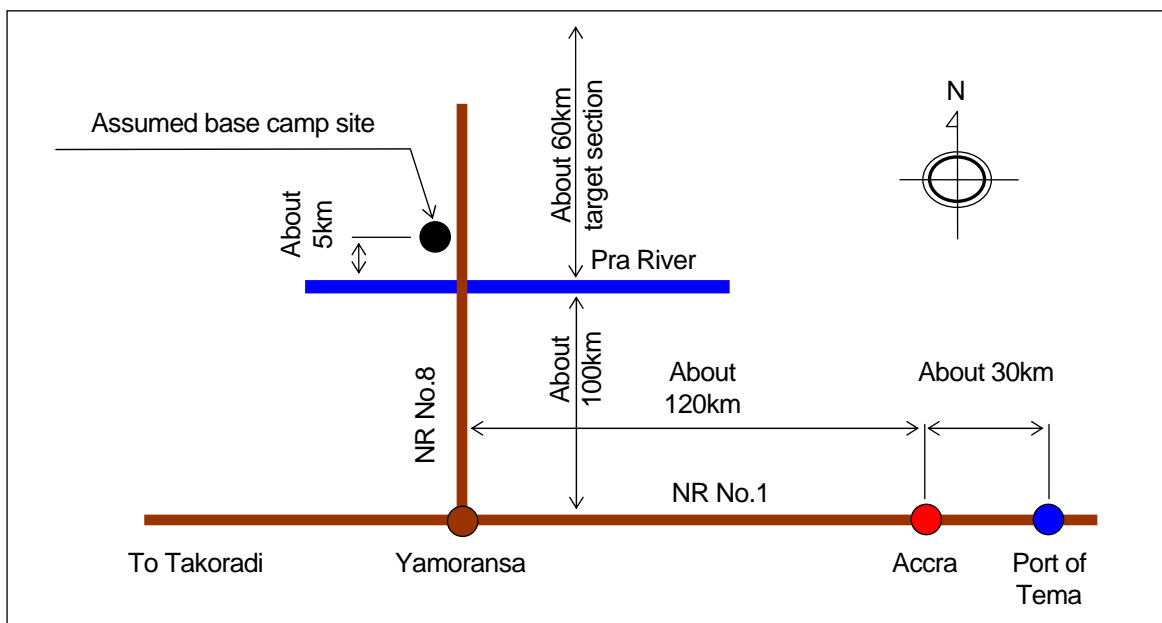 N
Assumed base camp site
About 60km
target section
About
5km
Pra River
NR No.8
About
100km
About
120km
About 30km
NR No.1
To Takoradi
Yamoransa
Accra
Port of
Tema